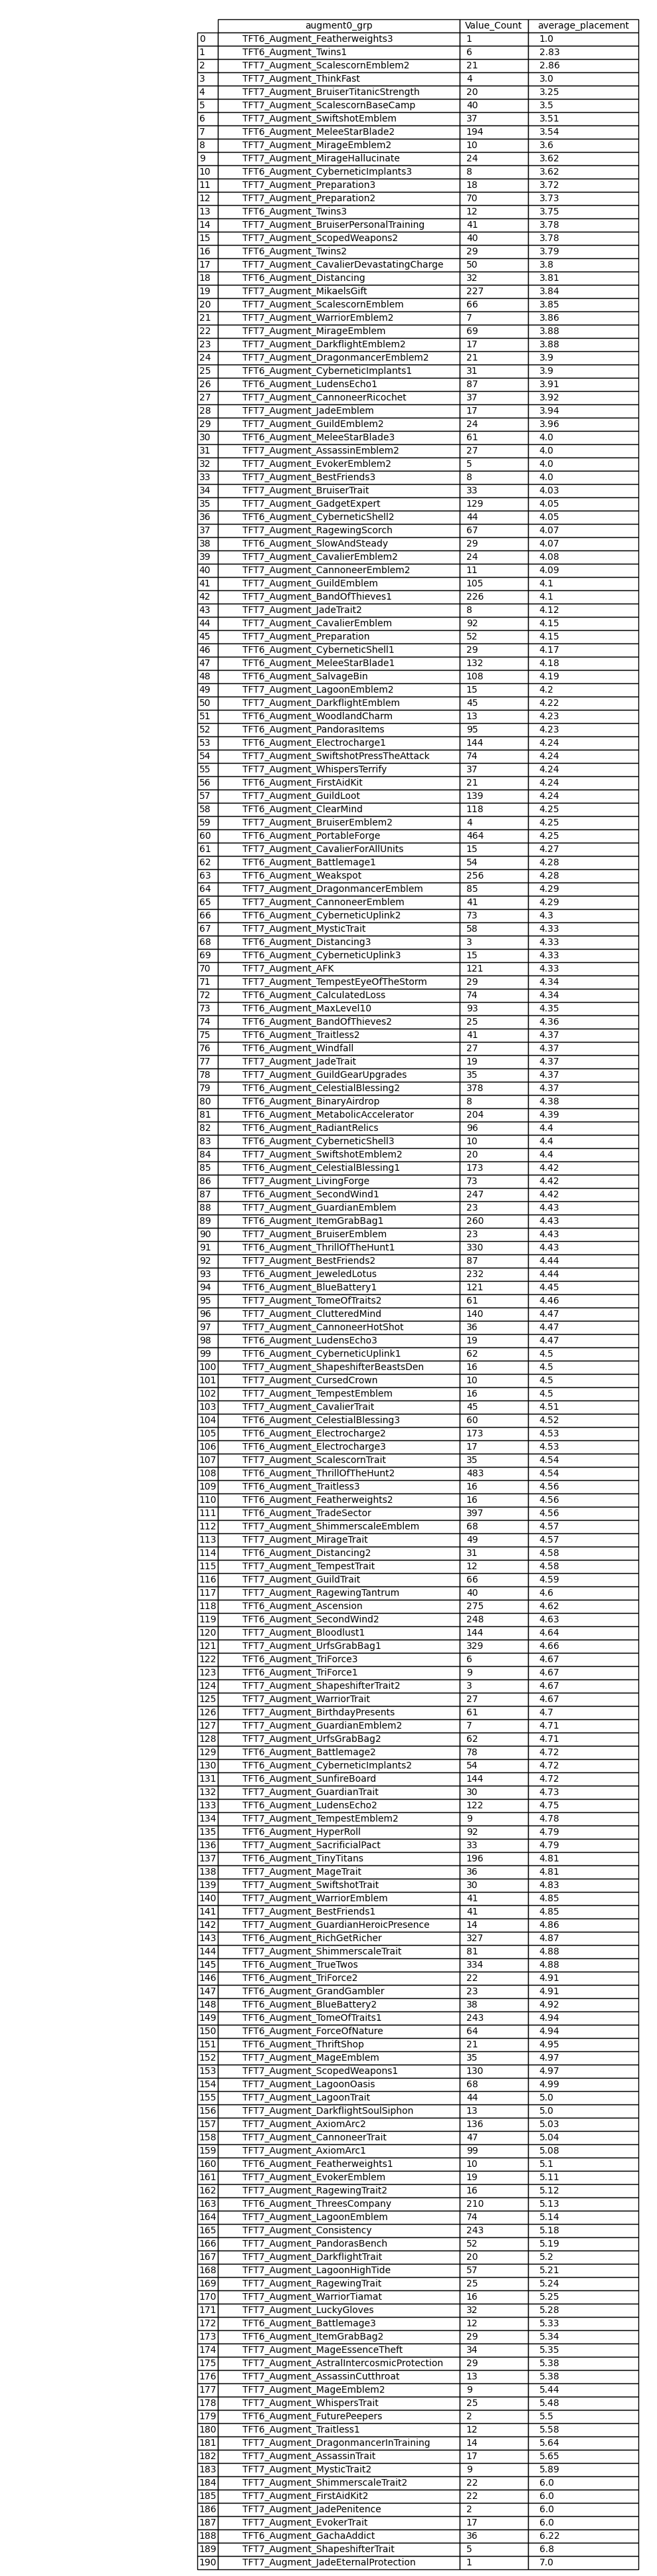 augment0_grp Value_Count average_placement
0 TFT6_Augment_Featherweights3 1 1.0
1 TFT6_Augment_Twins1 6 2.83
2 TFT7_Augment_ScalescornEmblem2 21 2.86
3 TFT7_Augment_ThinkFast 4 3.0
4 TFT7_Augment_BruiserTitanicStrength 20 3.25
5 TFT7_Augment_ScalescornBaseCamp 40 3.5
6 TFT7_Augment_SwiftshotEmblem 37 3.51
7 TFT6_Augment_MeleeStarBlade2 194 3.54
8 TFT7_Augment_MirageEmblem2 10 3.6
9 TFT7_Augment_MirageHallucinate 24 3.62
10 TFT6_Augment_CyberneticImplants3 8 3.62
11 TFT7_Augment_Preparation3 18 3.72
12 TFT7_Augment_Preparation2 70 3.73
13 TFT6_Augment_Twins3 12 3.75
14 TFT7_Augment_BruiserPersonalTraining 41 3.78
15 TFT7_Augment_ScopedWeapons2 40 3.78
16 TFT6_Augment_Twins2 29 3.79
17 TFT7_Augment_CavalierDevastatingCharge 50 3.8
18 TFT6_Augment_Distancing 32 3.81
19 TFT7_Augment_MikaelsGift 227 3.84
20 TFT7_Augment_ScalescornEmblem 66 3.85
21 TFT7_Augment_WarriorEmblem2 7 3.86
22 TFT7_Augment_MirageEmblem 69 3.88
23 TFT7_Augment_DarkflightEmblem2 17 3.88
24 TFT7_Augment_DragonmancerEmblem2 21 3.9
25 TFT6_Augment_CyberneticImplants1 31 3.9
26 TFT6_Augment_LudensEcho1 87 3.91
27 TFT7_Augment_CannoneerRicochet 37 3.92
28 TFT7_Augment_JadeEmblem 17 3.94
29 TFT7_Augment_GuildEmblem2 24 3.96
30 TFT6_Augment_MeleeStarBlade3 61 4.0
31 TFT7_Augment_AssassinEmblem2 27 4.0
32 TFT7_Augment_EvokerEmblem2 5 4.0
33 TFT7_Augment_BestFriends3 8 4.0
34 TFT7_Augment_BruiserTrait 33 4.03
35 TFT7_Augment_GadgetExpert 129 4.05
36 TFT6_Augment_CyberneticShell2 44 4.05
37 TFT7_Augment_RagewingScorch 67 4.07
38 TFT6_Augment_SlowAndSteady 29 4.07
39 TFT7_Augment_CavalierEmblem2 24 4.08
40 TFT7_Augment_CannoneerEmblem2 11 4.09
41 TFT7_Augment_GuildEmblem 105 4.1
42 TFT7_Augment_BandOfThieves1 226 4.1
43 TFT7_Augment_JadeTrait2 8 4.12
44 TFT7_Augment_CavalierEmblem 92 4.15
45 TFT7_Augment_Preparation 52 4.15
46 TFT6_Augment_CyberneticShell1 29 4.17
47 TFT6_Augment_MeleeStarBlade1 132 4.18
48 TFT6_Augment_SalvageBin 108 4.19
49 TFT7_Augment_LagoonEmblem2 15 4.2
50 TFT7_Augment_DarkflightEmblem 45 4.22
51 TFT6_Augment_WoodlandCharm 13 4.23
52 TFT6_Augment_PandorasItems 95 4.23
53 TFT6_Augment_Electrocharge1 144 4.24
54 TFT7_Augment_SwiftshotPressTheAttack 74 4.24
55 TFT7_Augment_WhispersTerrify 37 4.24
56 TFT6_Augment_FirstAidKit 21 4.24
57 TFT7_Augment_GuildLoot 139 4.24
58 TFT6_Augment_ClearMind 118 4.25
59 TFT7_Augment_BruiserEmblem2 4 4.25
60 TFT6_Augment_PortableForge 464 4.25
61 TFT7_Augment_CavalierForAllUnits 15 4.27
62 TFT6_Augment_Battlemage1 54 4.28
63 TFT6_Augment_Weakspot 256 4.28
64 TFT7_Augment_DragonmancerEmblem 85 4.29
65 TFT7_Augment_CannoneerEmblem 41 4.29
66 TFT6_Augment_CyberneticUplink2 73 4.3
67 TFT7_Augment_MysticTrait 58 4.33
68 TFT6_Augment_Distancing3 3 4.33
69 TFT6_Augment_CyberneticUplink3 15 4.33
70 TFT7_Augment_AFK 121 4.33
71 TFT7_Augment_TempestEyeOfTheStorm 29 4.34
72 TFT6_Augment_CalculatedLoss 74 4.34
73 TFT6_Augment_MaxLevel10 93 4.35
74 TFT7_Augment_BandOfThieves2 25 4.36
75 TFT6_Augment_Traitless2 41 4.37
76 TFT6_Augment_Windfall 27 4.37
77 TFT7_Augment_JadeTrait 19 4.37
78 TFT7_Augment_GuildGearUpgrades 35 4.37
79 TFT6_Augment_CelestialBlessing2 378 4.37
80 TFT6_Augment_BinaryAirdrop 8 4.38
81 TFT6_Augment_MetabolicAccelerator 204 4.39
82 TFT6_Augment_RadiantRelics 96 4.4
83 TFT6_Augment_CyberneticShell3 10 4.4
84 TFT7_Augment_SwiftshotEmblem2 20 4.4
85 TFT6_Augment_CelestialBlessing1 173 4.42
86 TFT7_Augment_LivingForge 73 4.42
87 TFT6_Augment_SecondWind1 247 4.42
88 TFT7_Augment_GuardianEmblem 23 4.43
89 TFT6_Augment_ItemGrabBag1 260 4.43
90 TFT7_Augment_BruiserEmblem 23 4.43
91 TFT6_Augment_ThrillOfTheHunt1 330 4.43
92 TFT7_Augment_BestFriends2 87 4.44
93 TFT6_Augment_JeweledLotus 232 4.44
94 TFT6_Augment_BlueBattery1 121 4.45
95 TFT6_Augment_TomeOfTraits2 61 4.46
96 TFT6_Augment_ClutteredMind 140 4.47
97 TFT7_Augment_CannoneerHotShot 36 4.47
98 TFT6_Augment_LudensEcho3 19 4.47
99 TFT6_Augment_CyberneticUplink1 62 4.5
100 TFT7_Augment_ShapeshifterBeastsDen 16 4.5
101 TFT7_Augment_CursedCrown 10 4.5
102 TFT7_Augment_TempestEmblem 16 4.5
103 TFT7_Augment_CavalierTrait 45 4.51
104 TFT6_Augment_CelestialBlessing3 60 4.52
105 TFT6_Augment_Electrocharge2 173 4.53
106 TFT6_Augment_Electrocharge3 17 4.53
107 TFT7_Augment_ScalescornTrait 35 4.54
108 TFT6_Augment_ThrillOfTheHunt2 483 4.54
109 TFT6_Augment_Traitless3 16 4.56
110 TFT6_Augment_Featherweights2 16 4.56
111 TFT6_Augment_TradeSector 397 4.56
112 TFT7_Augment_ShimmerscaleEmblem 68 4.57
113 TFT7_Augment_MirageTrait 49 4.57
114 TFT6_Augment_Distancing2 31 4.58
115 TFT7_Augment_TempestTrait 12 4.58
116 TFT7_Augment_GuildTrait 66 4.59
117 TFT7_Augment_RagewingTantrum 40 4.6
118 TFT6_Augment_Ascension 275 4.62
119 TFT6_Augment_SecondWind2 248 4.63
120 TFT7_Augment_Bloodlust1 144 4.64
121 TFT7_Augment_UrfsGrabBag1 329 4.66
122 TFT6_Augment_TriForce3 6 4.67
123 TFT6_Augment_TriForce1 9 4.67
124 TFT7_Augment_ShapeshifterTrait2 3 4.67
125 TFT7_Augment_WarriorTrait 27 4.67
126 TFT7_Augment_BirthdayPresents 61 4.7
127 TFT7_Augment_GuardianEmblem2 7 4.71
128 TFT7_Augment_UrfsGrabBag2 62 4.71
129 TFT6_Augment_Battlemage2 78 4.72
130 TFT6_Augment_CyberneticImplants2 54 4.72
131 TFT6_Augment_SunfireBoard 144 4.72
132 TFT7_Augment_GuardianTrait 30 4.73
133 TFT6_Augment_LudensEcho2 122 4.75
134 TFT7_Augment_TempestEmblem2 9 4.78
135 TFT6_Augment_HyperRoll 92 4.79
136 TFT7_Augment_SacrificialPact 33 4.79
137 TFT6_Augment_TinyTitans 196 4.81
138 TFT7_Augment_MageTrait 36 4.81
139 TFT7_Augment_SwiftshotTrait 30 4.83
140 TFT7_Augment_WarriorEmblem 41 4.85
141 TFT7_Augment_BestFriends1 41 4.85
142 TFT7_Augment_GuardianHeroicPresence 14 4.86
143 TFT6_Augment_RichGetRicher 327 4.87
144 TFT7_Augment_ShimmerscaleTrait 81 4.88
145 TFT6_Augment_TrueTwos 334 4.88
146 TFT6_Augment_TriForce2 22 4.91
147 TFT6_Augment_GrandGambler 23 4.91
148 TFT6_Augment_BlueBattery2 38 4.92
149 TFT6_Augment_TomeOfTraits1 243 4.94
150 TFT6_Augment_ForceOfNature 64 4.94
151 TFT6_Augment_ThriftShop 21 4.95
152 TFT7_Augment_MageEmblem 35 4.97
153 TFT7_Augment_ScopedWeapons1 130 4.97
154 TFT7_Augment_LagoonOasis 68 4.99
155 TFT7_Augment_LagoonTrait 44 5.0
156 TFT7_Augment_DarkflightSoulSiphon 13 5.0
157 TFT7_Augment_AxiomArc2 136 5.03
158 TFT7_Augment_CannoneerTrait 47 5.04
159 TFT7_Augment_AxiomArc1 99 5.08
160 TFT6_Augment_Featherweights1 10 5.1
161 TFT7_Augment_EvokerEmblem 19 5.11
162 TFT7_Augment_RagewingTrait2 16 5.12
163 TFT6_Augment_ThreesCompany 210 5.13
164 TFT7_Augment_LagoonEmblem 74 5.14
165 TFT7_Augment_Consistency 243 5.18
166 TFT7_Augment_PandorasBench 52 5.19
167 TFT7_Augment_DarkflightTrait 20 5.2
168 TFT7_Augment_LagoonHighTide 57 5.21
169 TFT7_Augment_RagewingTrait 25 5.24
170 TFT7_Augment_WarriorTiamat 16 5.25
171 TFT7_Augment_LuckyGloves 32 5.28
172 TFT6_Augment_Battlemage3 12 5.33
173 TFT6_Augment_ItemGrabBag2 29 5.34
174 TFT7_Augment_MageEssenceTheft 34 5.35
175 TFT7_Augment_AstralIntercosmicProtection 29 5.38
176 TFT7_Augment_AssassinCutthroat 13 5.38
177 TFT7_Augment_MageEmblem2 9 5.44
178 TFT7_Augment_WhispersTrait 25 5.48
179 TFT6_Augment_FuturePeepers 2 5.5
180 TFT6_Augment_Traitless1 12 5.58
181 TFT7_Augment_DragonmancerInTraining 14 5.64
182 TFT7_Augment_AssassinTrait 17 5.65
183 TFT7_Augment_MysticTrait2 9 5.89
184 TFT7_Augment_ShimmerscaleTrait2 22 6.0
185 TFT7_Augment_FirstAidKit2 22 6.0
186 TFT7_Augment_JadePenitence 2 6.0
187 TFT7_Augment_EvokerTrait 17 6.0
188 TFT6_Augment_GachaAddict 36 6.22
189 TFT7_Augment_ShapeshifterTrait 5 6.8
190 TFT7_Augment_JadeEternalProtection 1 7.0